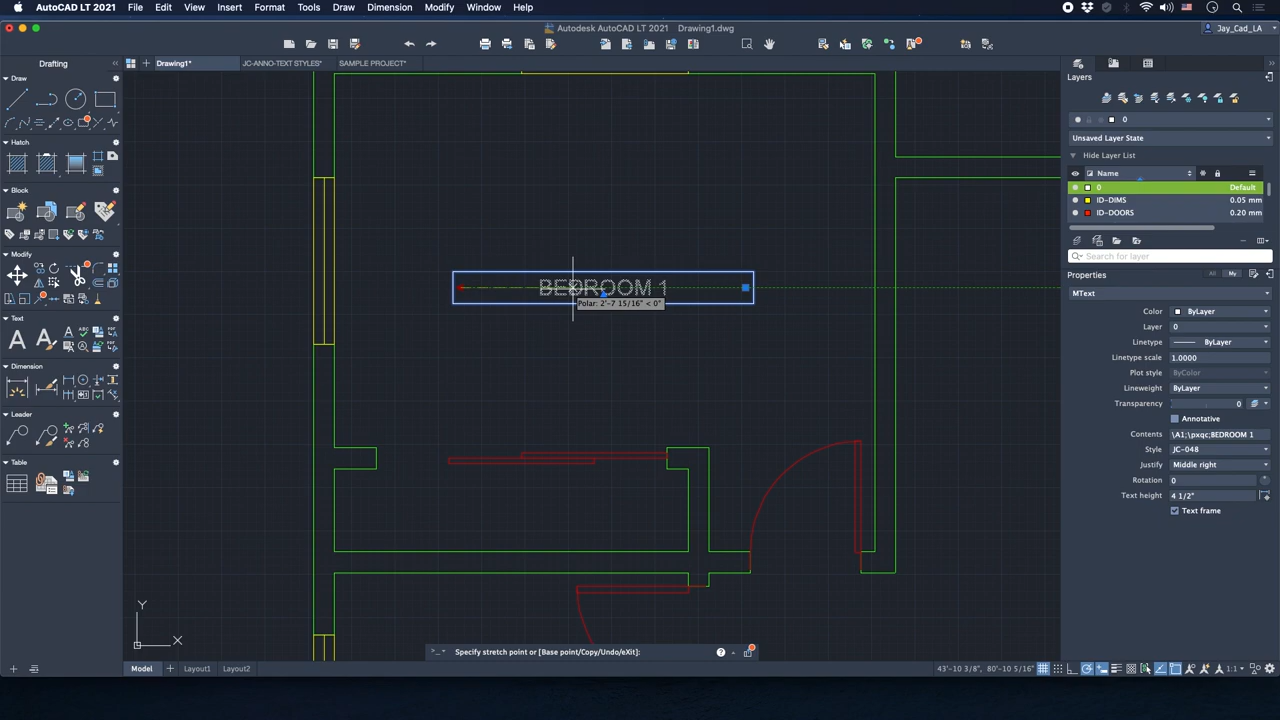 AutoCAD LT 2021 File Edit View Insert Format Tools Draw Dimension Modify Window Help
Autodesk AutoCAD LT 2021 Drawing1.dwg
Jay_Cad_LA
Drafting
Drawing1*
JC-ANNO-TEXT STYLES*
SAMPLE PROJECT*
Draw
Hatch
Block
Modify
Text
Dimension
Leader
Table
BEDROOM 1
Polar: 2'-7 15/16" < 0"
Y
X
Specify stretch point or [Base point/Copy/Undo/eXit]:
Model
Layout1
Layout2
43'-10 3/8", 80'-10 5/16"
1:1
Layers
0
Unsaved Layer State
Hide Layer List
Name
0 Default
ID-DIMS 0.05 mm
ID-DOORS 0.20 mm
Search for layer
Properties
All My
MText
Color ByLayer
Layer 0
Linetype ByLayer
Linetype scale 1.0000
Plot style ByColor
Lineweight ByLayer
Transparency 0
Annotative
Contents \A1;\pxqc;BEDROOM 1
Style JC-048
Justify Middle right
Rotation 0
Text height 4 1/2"
Text frame